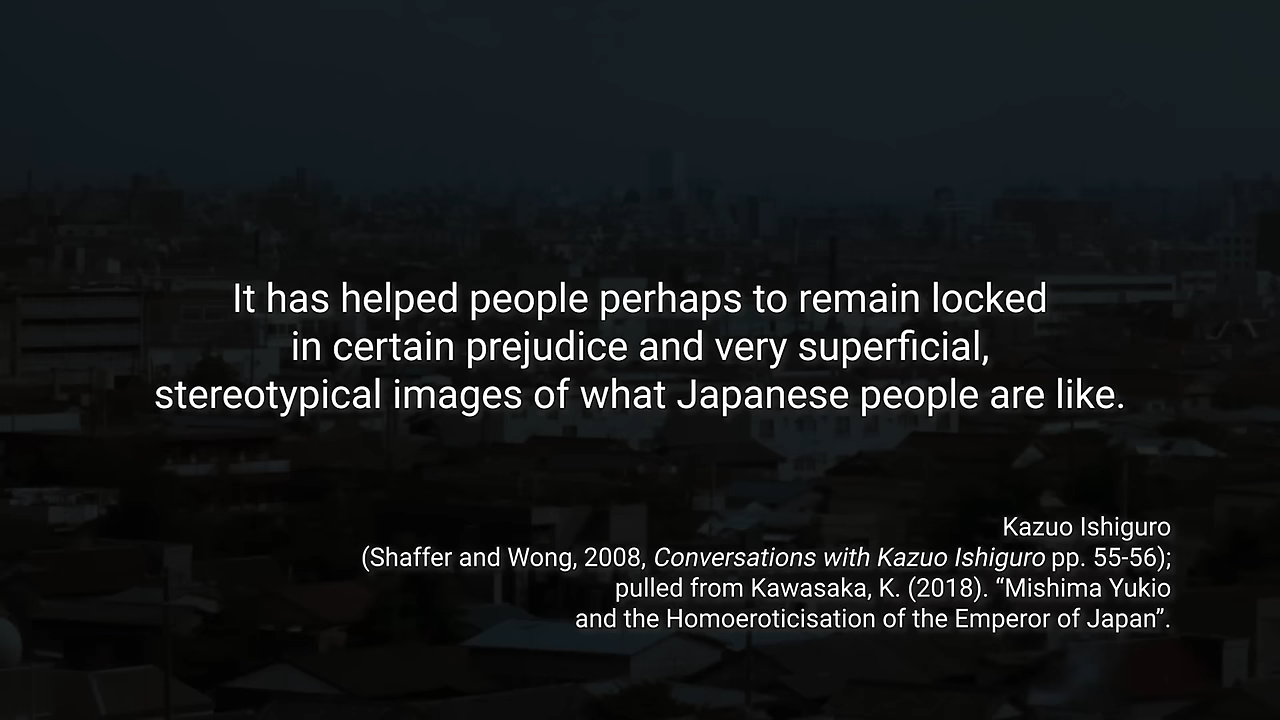 It has helped people perhaps to remain locked
in certain prejudice and very superficial,
stereotypical images of what Japanese people are like.
Kazuo Ishiguro
(Shaffer and Wong, 2008, Conversations with Kazuo Ishiguro pp. 55-56);
pulled from Kawasaka, K. (2018). “Mishima Yukio
and the Homoeroticisation of the Emperor of Japan”.